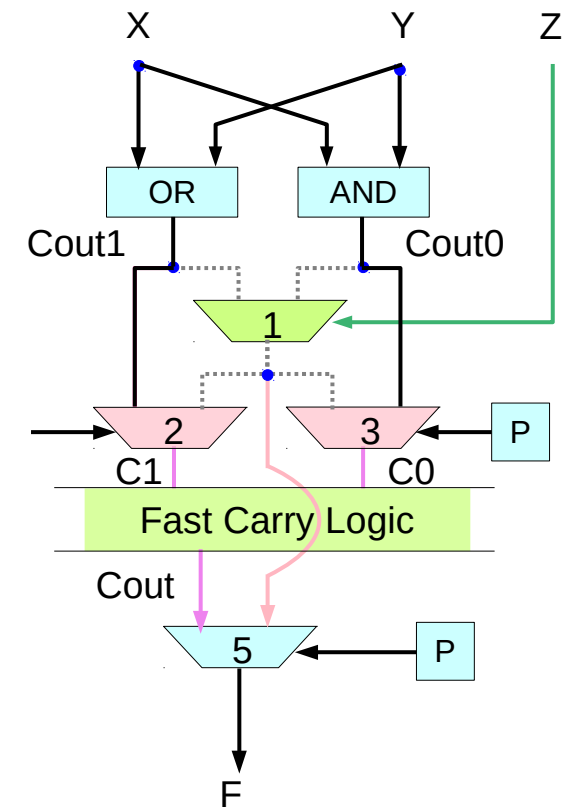 X Y Z
OR AND
Cout1 Cout0
1
2 3 P
C1 C0
Fast Carry Logic
Cout
5 P
F